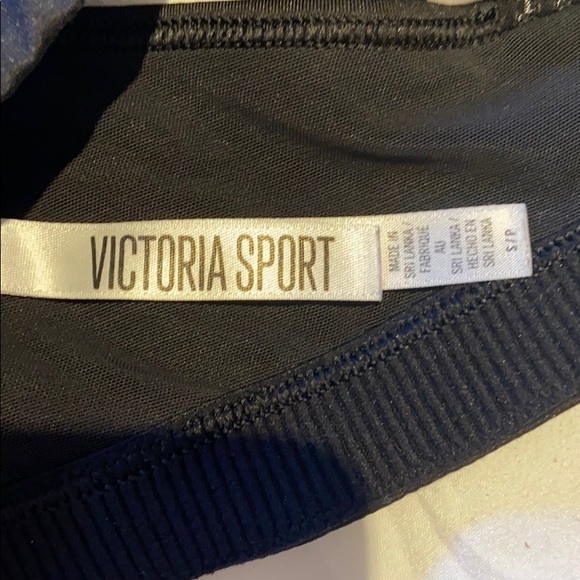 VICTORIA SPORT
MADE IN
SRI LANKA /
FABRIQUÉ
AU
SRI LANKA /
HECHO EN
SRI LANKA
S/P